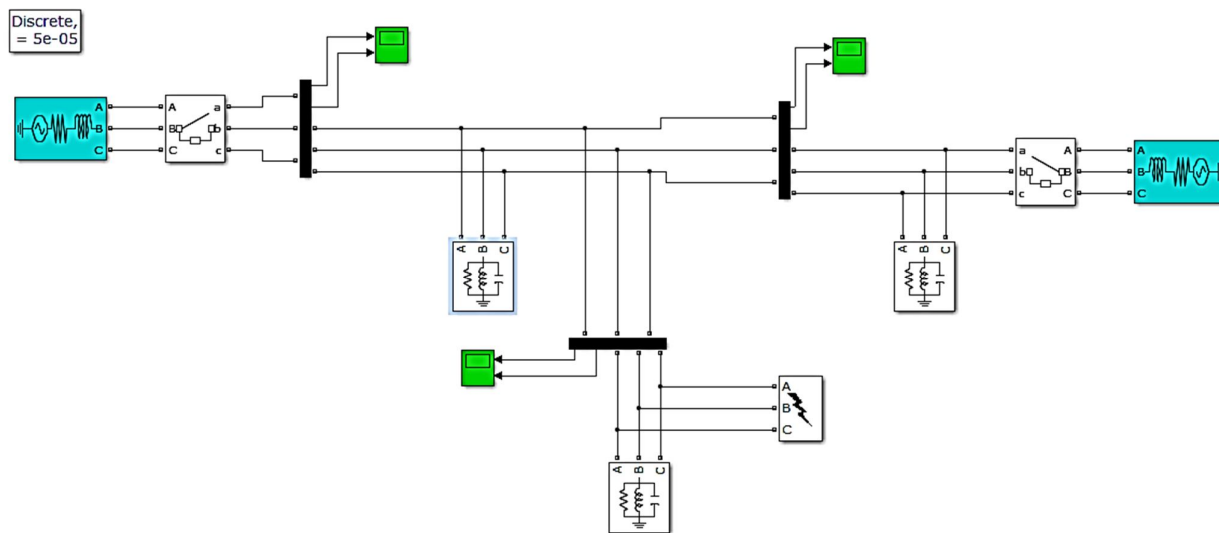 Discrete,
= 5e-05
A A a
B B b
C C c
a A A
b B B
c C C
A B C
A B C
A
B
C
A B C